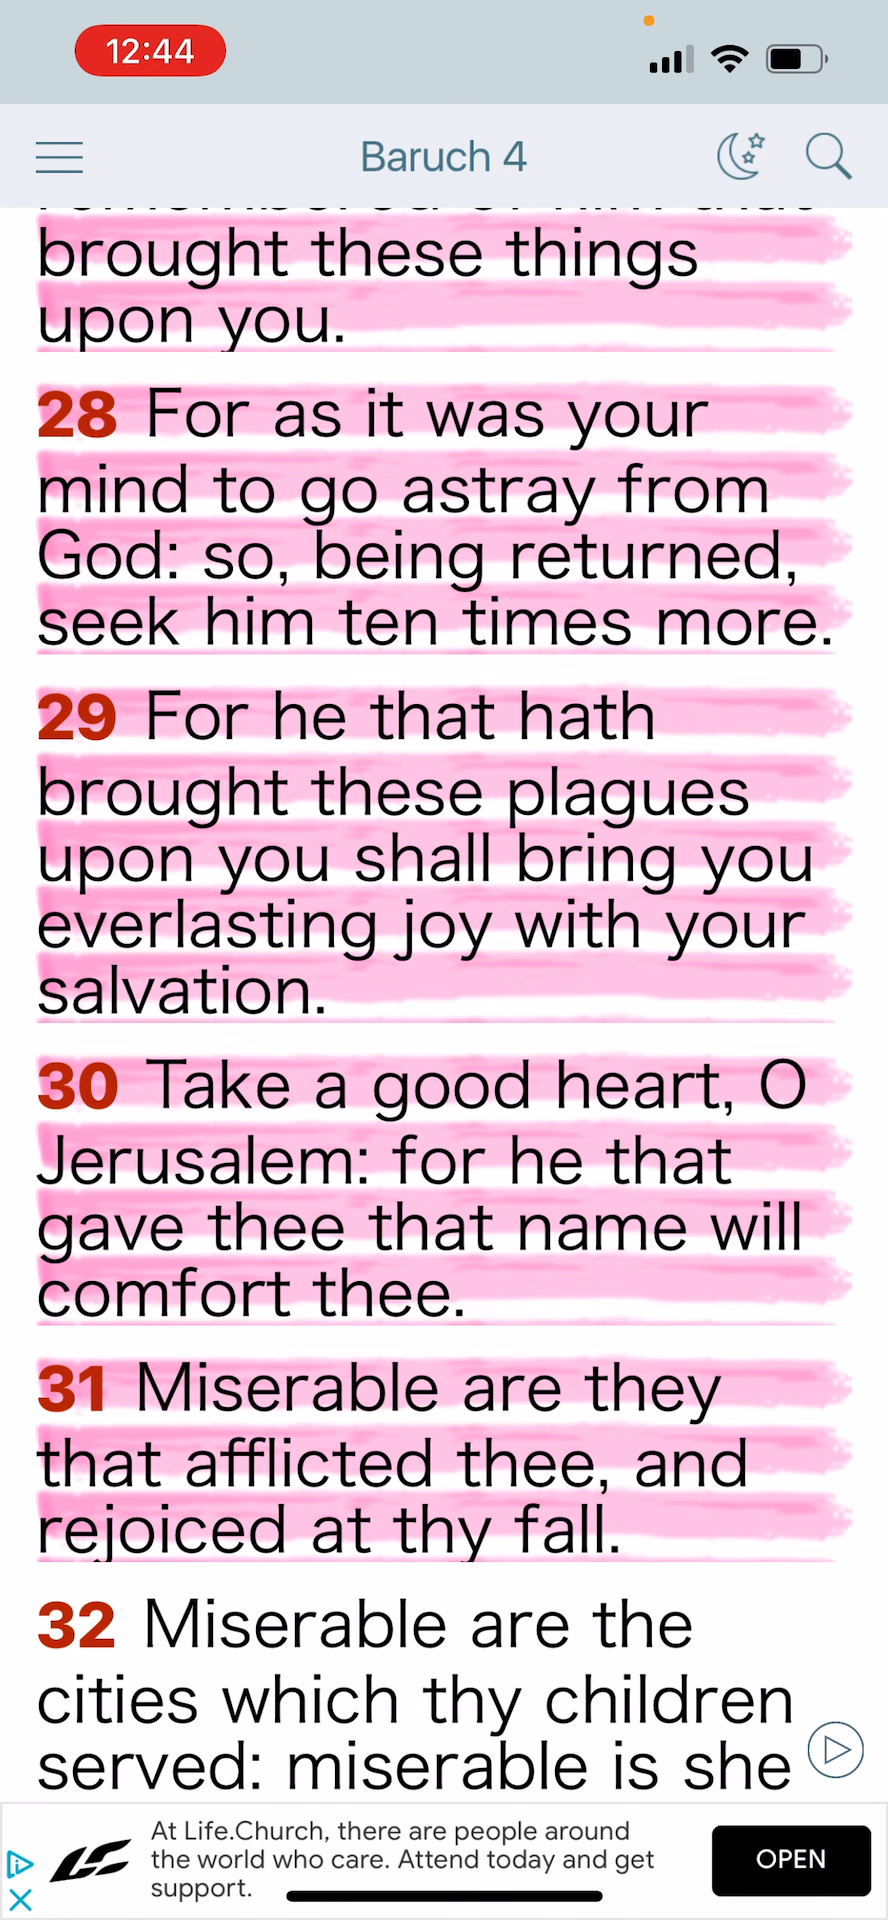 12:44
Baruch 4
remembered of him that
brought these things
upon you.
28 For as it was your
mind to go astray from
God: so, being returned,
seek him ten times more.
29 For he that hath
brought these plagues
upon you shall bring you
everlasting joy with your
salvation.
30 Take a good heart, O
Jerusalem: for he that
gave thee that name will
comfort thee.
31 Miserable are they
that afflicted thee, and
rejoiced at thy fall.
32 Miserable are the
cities which thy children
served: miserable is she
At Life.Church, there are people around
the world who care. Attend today and get
support.
OPEN